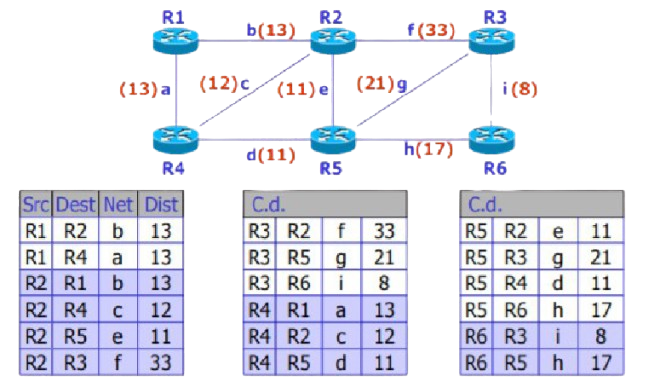 R1 R2 R3
b(13) f(33)
(13)a (12)c (11)e (21)g i(8)
d(11) h(17)
R4 R5 R6
Src Dest Net Dist
R1 R2 b 13
R1 R4 a 13
R2 R1 b 13
R2 R4 c 12
R2 R5 e 11
R2 R3 f 33
C.d.
R3 R2 f 33
R3 R5 g 21
R3 R6 i 8
R4 R1 a 13
R4 R2 c 12
R4 R5 d 11
C.d.
R5 R2 e 11
R5 R3 g 21
R5 R4 d 11
R5 R6 h 17
R6 R3 i 8
R6 R5 h 17